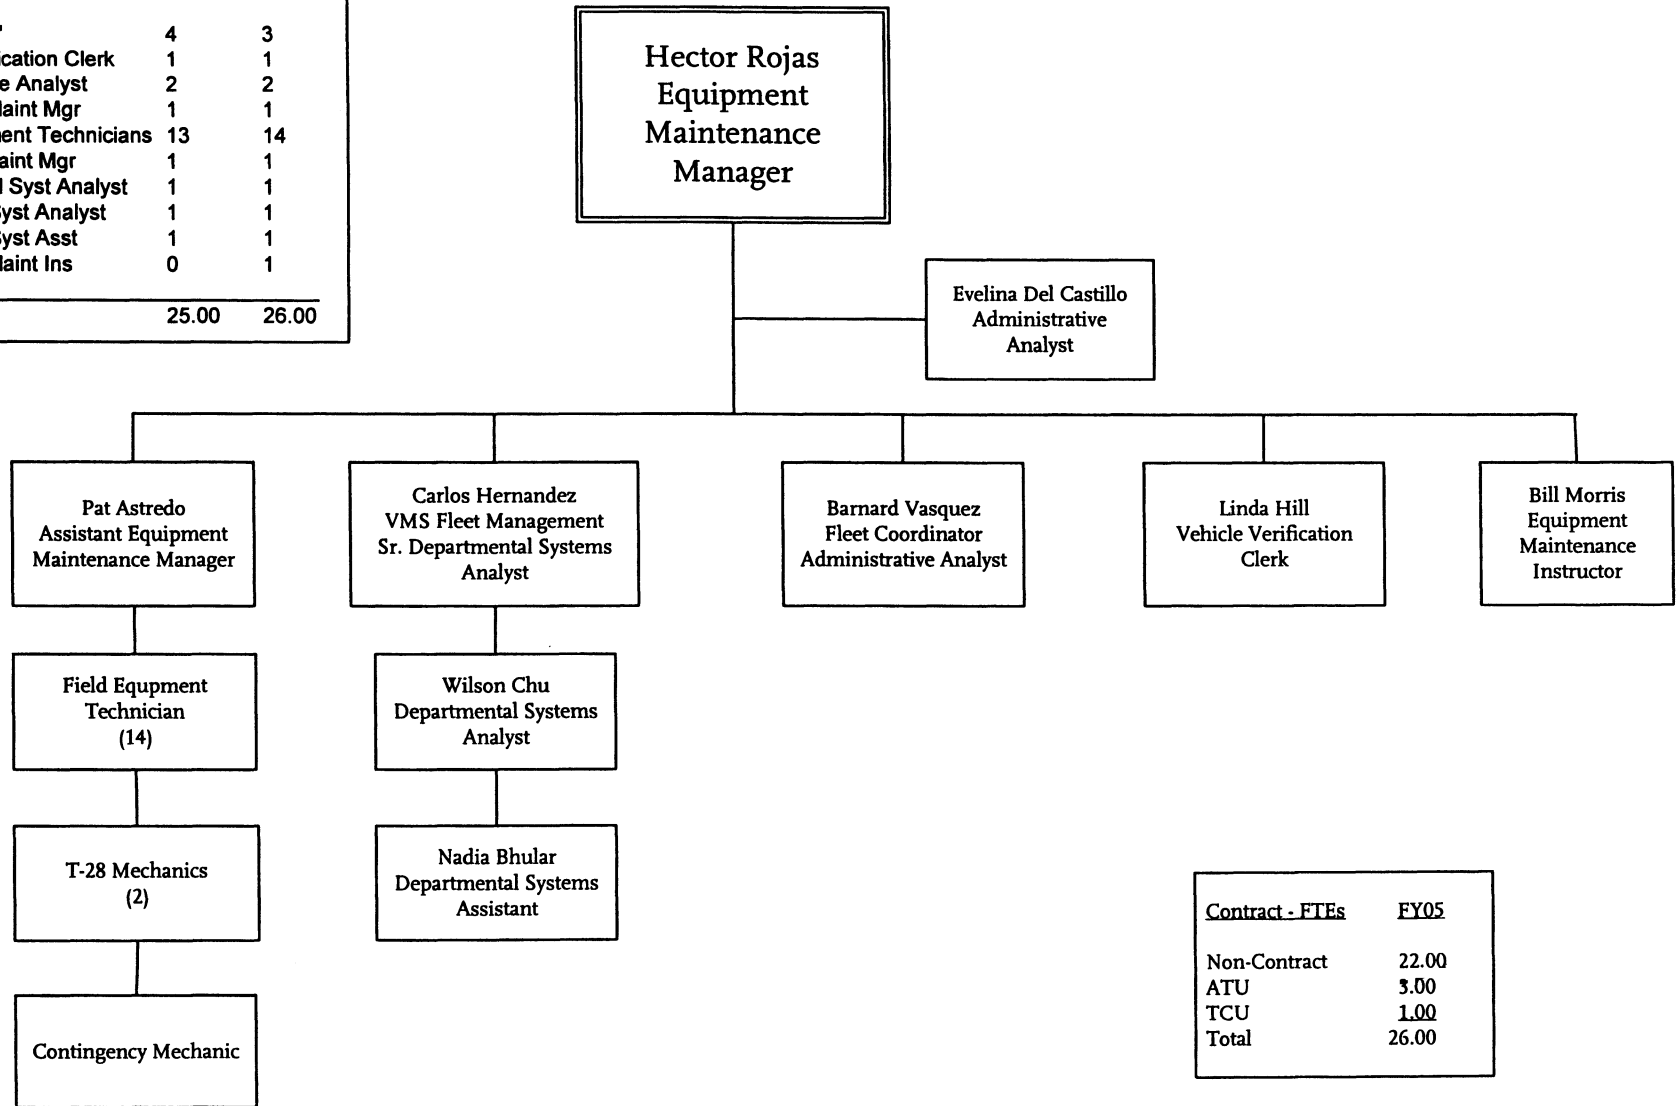 4 3
ication Clerk 1 1
e Analyst 2 2
laint Mgr 1 1
ent Technicians 13 14
aint Mgr 1 1
l Syst Analyst 1 1
Syst Analyst 1 1
Syst Asst 1 1
laint Ins 0 1
25.00 26.00
Hector Rojas
Equipment
Maintenance
Manager
Evelina Del Castillo
Administrative
Analyst
Pat Astredo
Assistant Equipment
Maintenance Manager
Carlos Hernandez
VMS Fleet Management
Sr. Departmental Systems
Analyst
Barnard Vasquez
Fleet Coordinator
Administrative Analyst
Linda Hill
Vehicle Verification
Clerk
Bill Morris
Equipment
Maintenance
Instructor
Field Equpment
Technician
(14)
Wilson Chu
Departmental Systems
Analyst
T-28 Mechanics
(2)
Nadia Bhular
Departmental Systems
Assistant
Contingency Mechanic
Contract - FTEs FY05
Non-Contract 22.00
ATU 3.00
TCU 1.00
Total 26.00